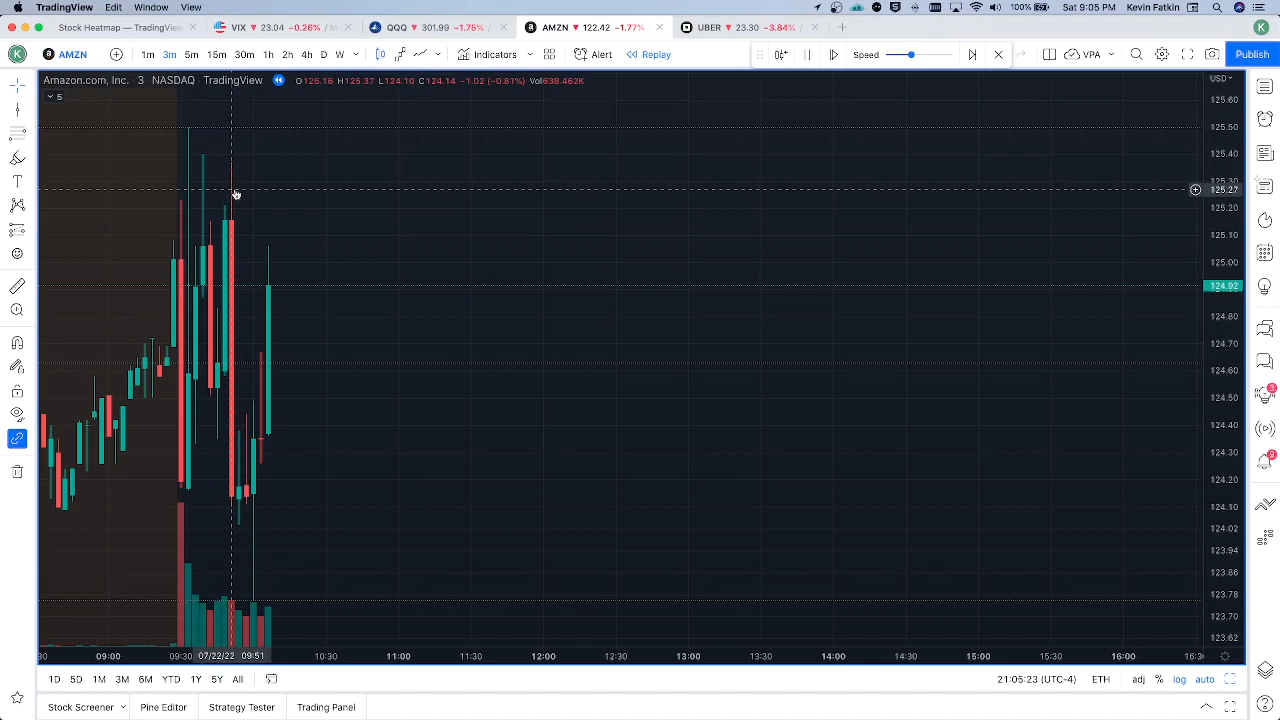 TradingView Edit Window View
100% Sat 9:05 PM Kevin Fatkin
Stock Heatmap — TradingView
VIX 23.04 −0.26%
QQQ 301.99 −1.75%
AMZN 122.42 −1.77%
UBER 23.30 −3.84%
K
K AMZN 1m 3m 5m 15m 30m 1h 2h 4h D W Indicators Alert Replay Speed VPA Publish
Amazon.com, Inc. 3 NASDAQ TradingView O125.16 H125.37 L124.10 C124.14 −1.02 (−0.81%) Vol638.462K
USD
5
125.60
125.50
125.40
125.30
125.27
125.20
125.10
125.00
124.92
124.80
124.70
124.60
124.50
124.40
124.30
124.20
124.10
124.02
123.94
123.86
123.78
123.70
123.62
3
9
09:00 07/22/22 09:51 10:30 11:00 11:30 12:00 12:30 13:00 13:30 14:00 14:30 15:00 15:30 16:00
1D 5D 1M 3M 6M YTD 1Y 5Y All 21:05:23 (UTC-4) ETH adj % log auto
Stock Screener Pine Editor Strategy Tester Trading Panel